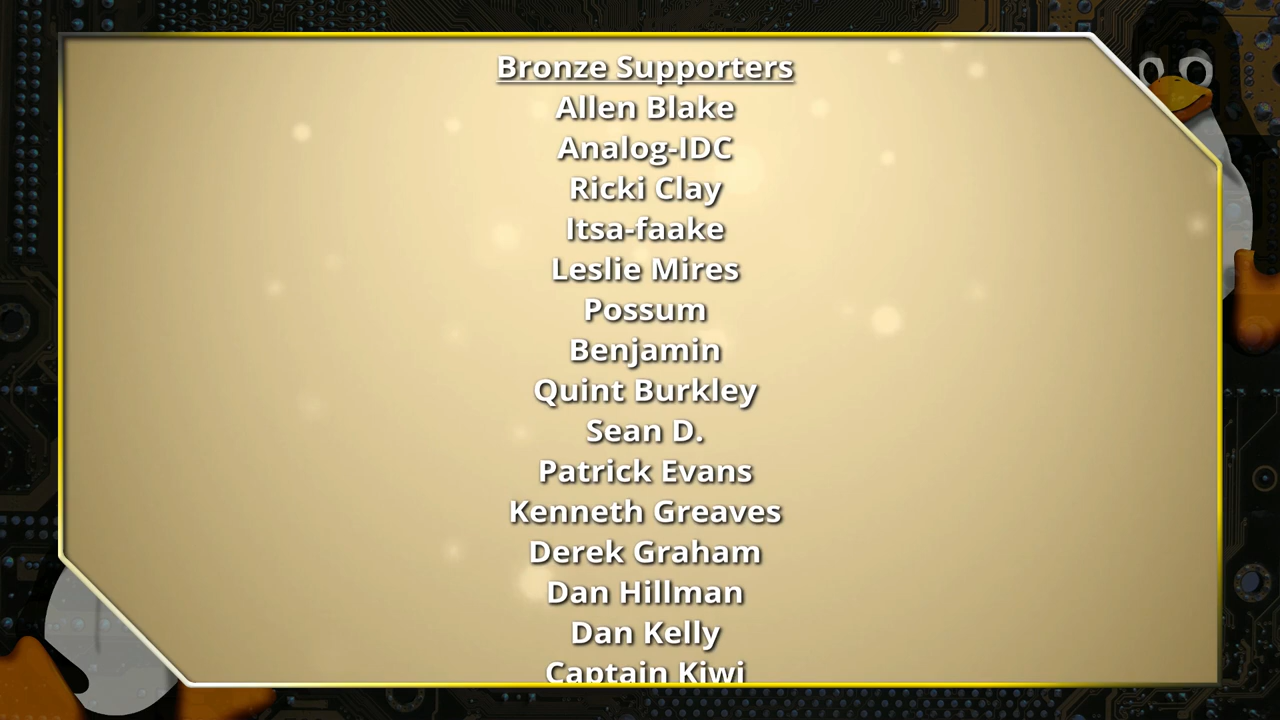 Bronze Supporters
Allen Blake
Analog-IDC
Ricki Clay
Itsa-faake
Leslie Mires
Possum
Benjamin
Quint Burkley
Sean D.
Patrick Evans
Kenneth Greaves
Derek Graham
Dan Hillman
Dan Kelly
Captain Kiwi